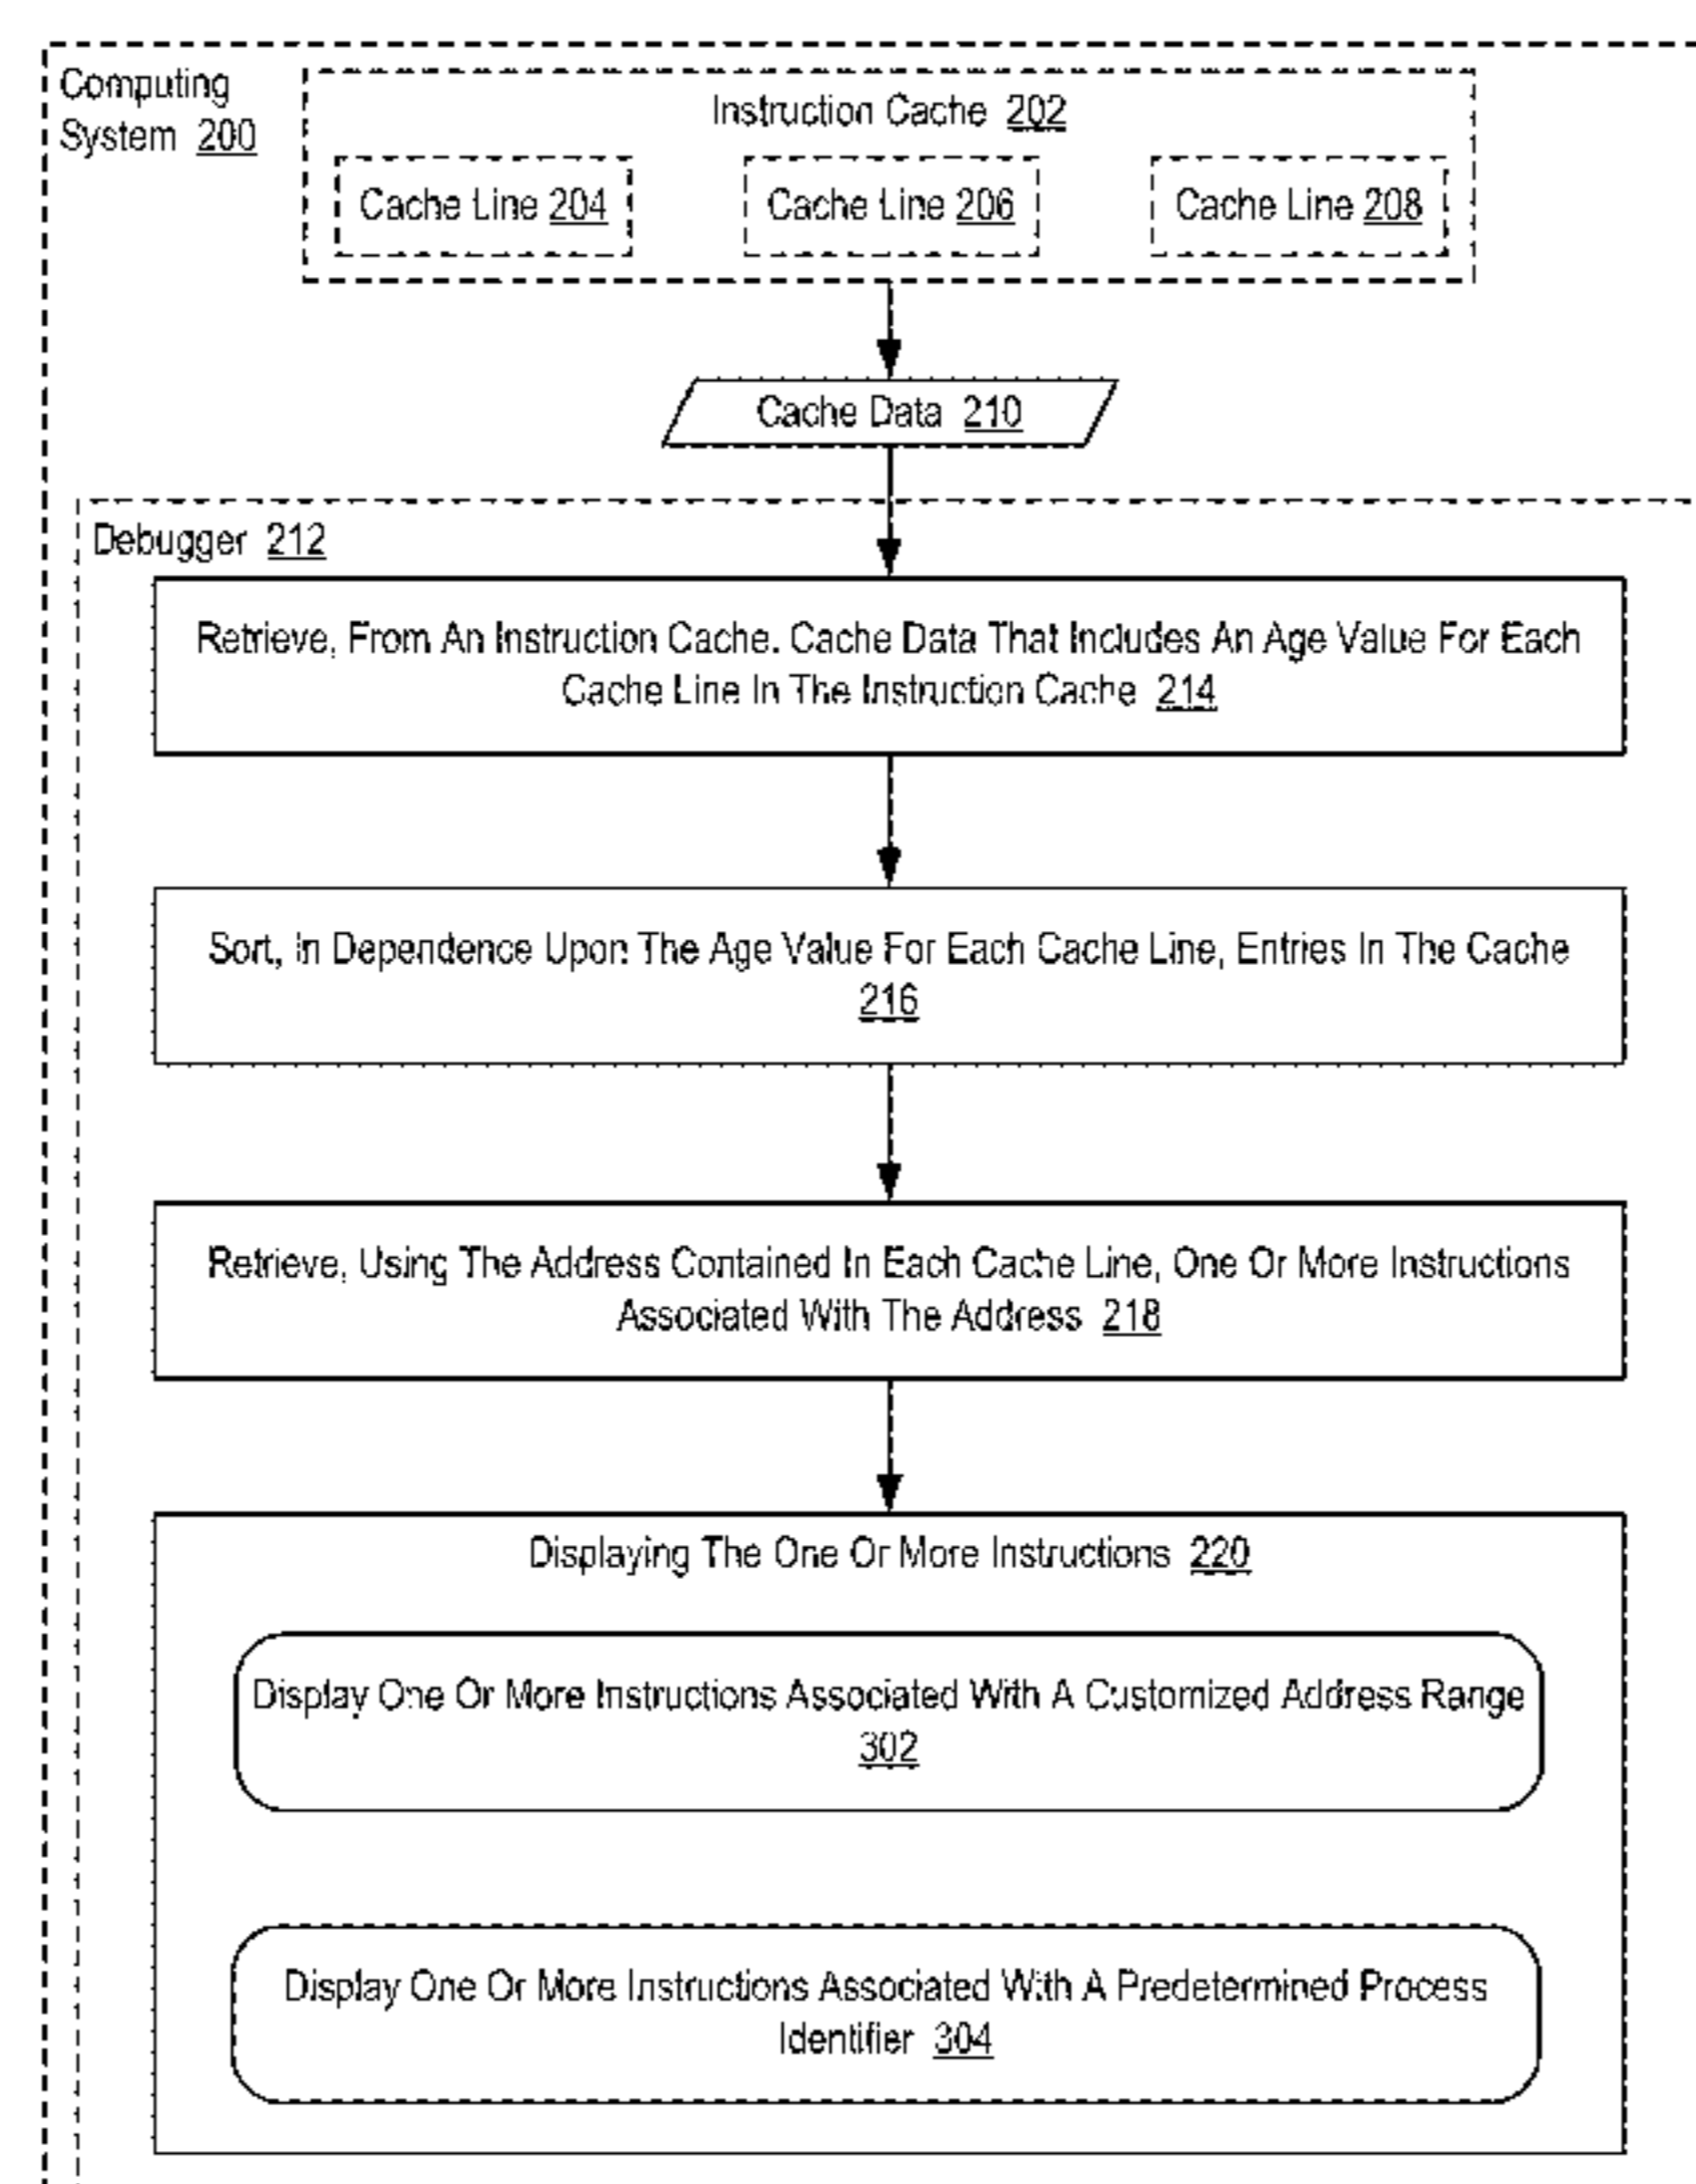 Computing
System 200
Instruction Cache 202
Cache Line 204
Cache Line 206
Cache Line 208
Cache Data 210
Debugger 212
Retrieve, From An Instruction Cache. Cache Data That Includes An Age Value For Each
Cache Line In The Instruction Cache 214
Sort, In Dependence Upon The Age Value For Each Cache Line, Entries In The Cache
216
Retrieve, Using The Address Contained In Each Cache Line, One Or More Instructions
Associated With The Address 218
Displaying The One Or More Instructions 220
Display One Or More Instructions Associated With A Customized Address Range
302
Display One Or More Instructions Associated With A Predetermined Process
Identifier 304